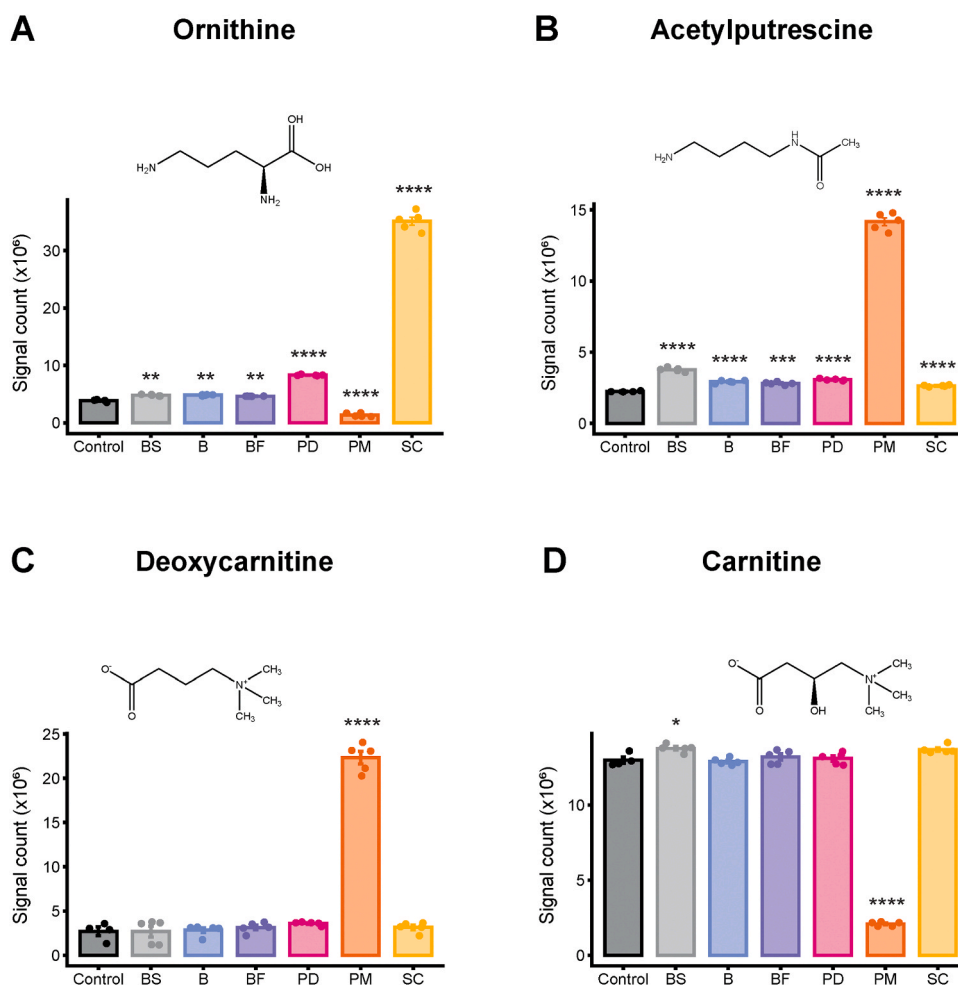 A Ornithine
OH
OH
H₂N
NH₂
Signal count (x10⁶)
30
20
10
0
** ** ** **** **** ****
Control BS B BF PD PM SC
B Acetylputrescine
H
N
CH₃
H₂N
O
Signal count (x10⁶)
15
10
5
0
**** **** *** **** **** ****
Control BS B BF PD PM SC
C Deoxycarnitine
O⁻
O
N⁺
CH₃
CH₃
CH₃
Signal count (x10⁶)
25
20
15
10
5
0
****
Control BS B BF PD PM SC
D Carnitine
O⁻
O
OH
N⁺
CH₃
CH₃
CH₃
Signal count (x10⁶)
10
5
0
* ****
Control BS B BF PD PM SC